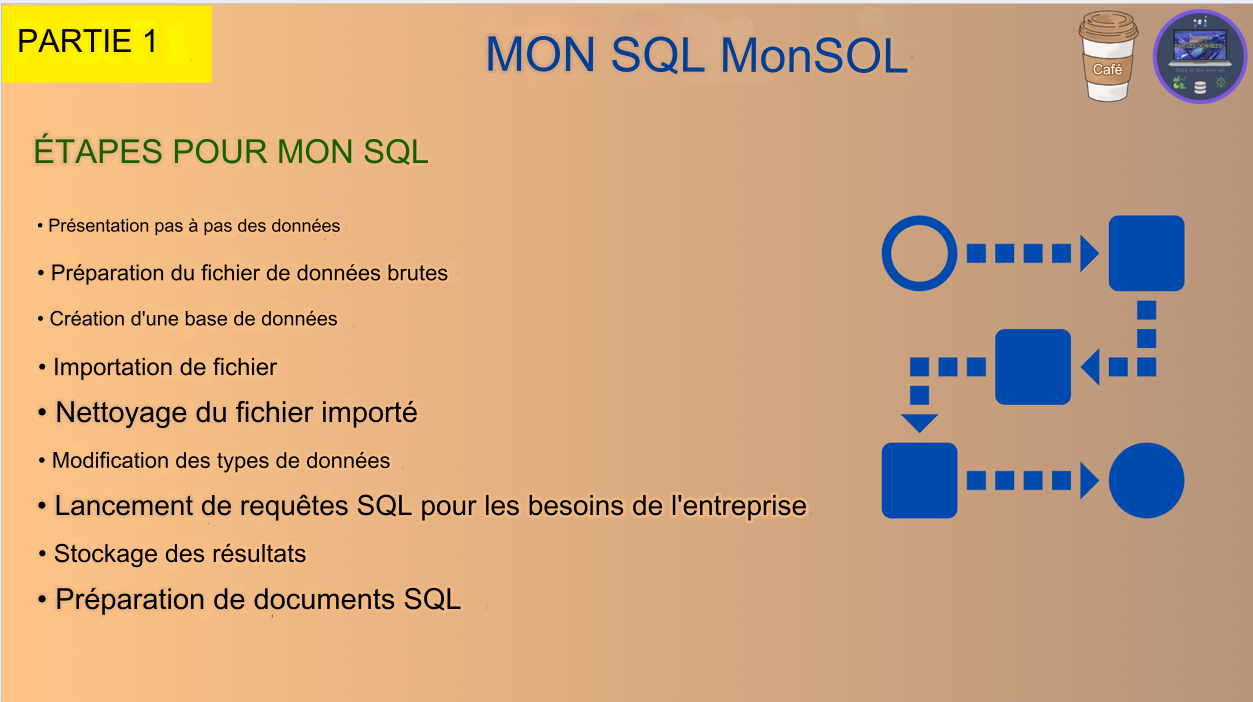 PARTIE 1
MON SQL MonSOL
Café
ÉTAPES POUR MON SQL
• Présentation pas à pas des données
• Préparation du fichier de données brutes
• Création d'une base de données
• Importation de fichier
• Nettoyage du fichier importé
• Modification des types de données
• Lancement de requêtes SQL pour les besoins de l'entreprise
• Stockage des résultats
• Préparation de documents SQL